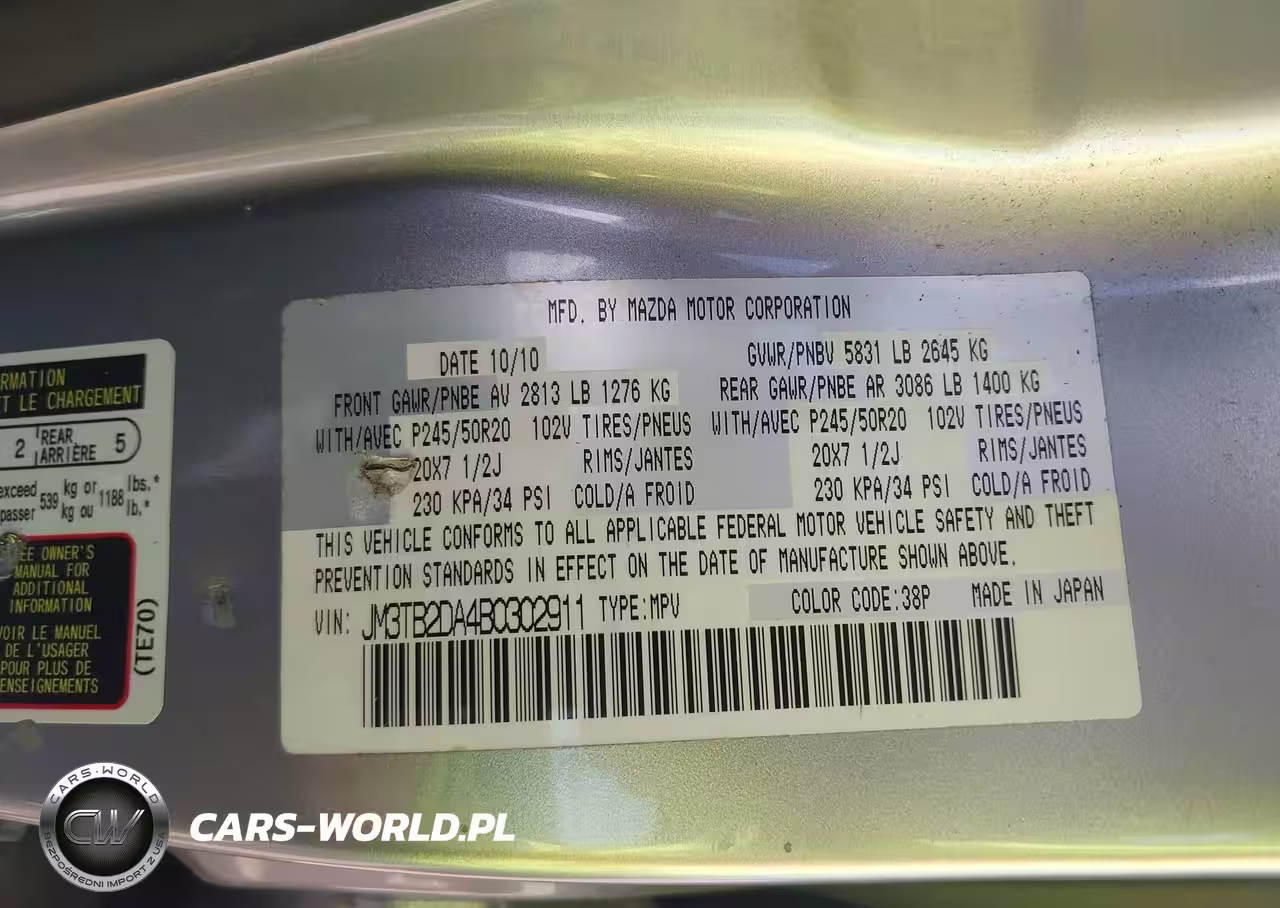 MFD. BY MAZDA MOTOR CORPORATION
DATE 10/10 GVWR/PNBV 5831 LB 2645 KG
FRONT GAWR/PNBE AV 2813 LB 1276 KG REAR GAWR/PNBE AR 3086 LB 1400 KG
WITH/AVEC P245/50R20 102V TIRES/PNEUS WITH/AVEC P245/50R20 102V TIRES/PNEUS
20X7 1/2J RIMS/JANTES 20X7 1/2J RIMS/JANTES
230 KPA/34 PSI COLD/A FROID 230 KPA/34 PSI COLD/A FROID
THIS VEHICLE CONFORMS TO ALL APPLICABLE FEDERAL MOTOR VEHICLE SAFETY AND THEFT
PREVENTION STANDARDS IN EFFECT ON THE DATE OF MANUFACTURE SHOWN ABOVE.
VIN: JM3TB2DA4B0302911 TYPE:MPV COLOR CODE:38P MADE IN JAPAN
RMATION
ET LE CHARGEMENT
2 REAR ARRIÈRE 5
exceed 539 kg or 1188 lbs.*
passer kg ou lb.*
EE OWNER'S
MANUAL FOR
ADDITIONAL
INFORMATION
VOIR LE MANUEL
DE L'USAGER
POUR PLUS DE
ENSEIGNEMENTS
(TE70)
CARS-WORLD
CW
BEZPOŚREDNI IMPORT Z USA
CARS-WORLD.PL